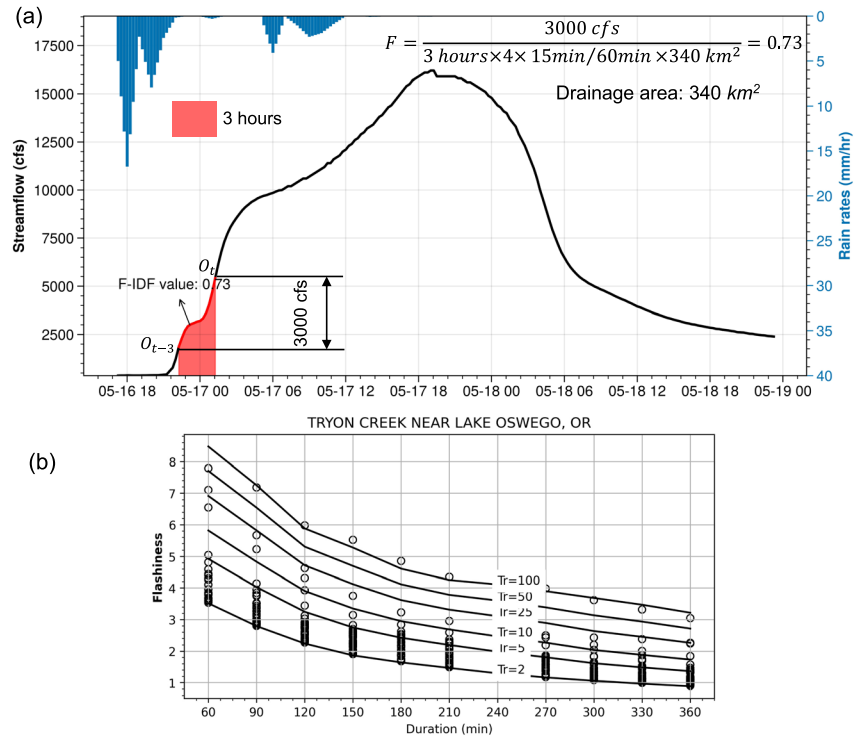 (a)
F = 3000 cfs / 3 hours×4× 15min/60min ×340 km² = 0.73
Drainage area: 340 km²
3 hours
Streamflow (cfs)
17500
15000
12500
10000
7500
5000
2500
Rain rates (mm/hr)
0
5
10
15
20
25
30
35
40
O_t
F-IDF value: 0.73
O_{t−3}
3000 cfs
05-16 18
05-17 00
05-17 06
05-17 12
05-17 18
05-18 00
05-18 06
05-18 12
05-18 18
05-19 00
(b)
TRYON CREEK NEAR LAKE OSWEGO, OR
Flashiness
8
7
6
5
4
3
2
1
Tr=100
Tr=50
Tr=25
Tr=10
Tr=5
Tr=2
60
90
120
150
180
210
240
270
300
330
360
Duration (min)